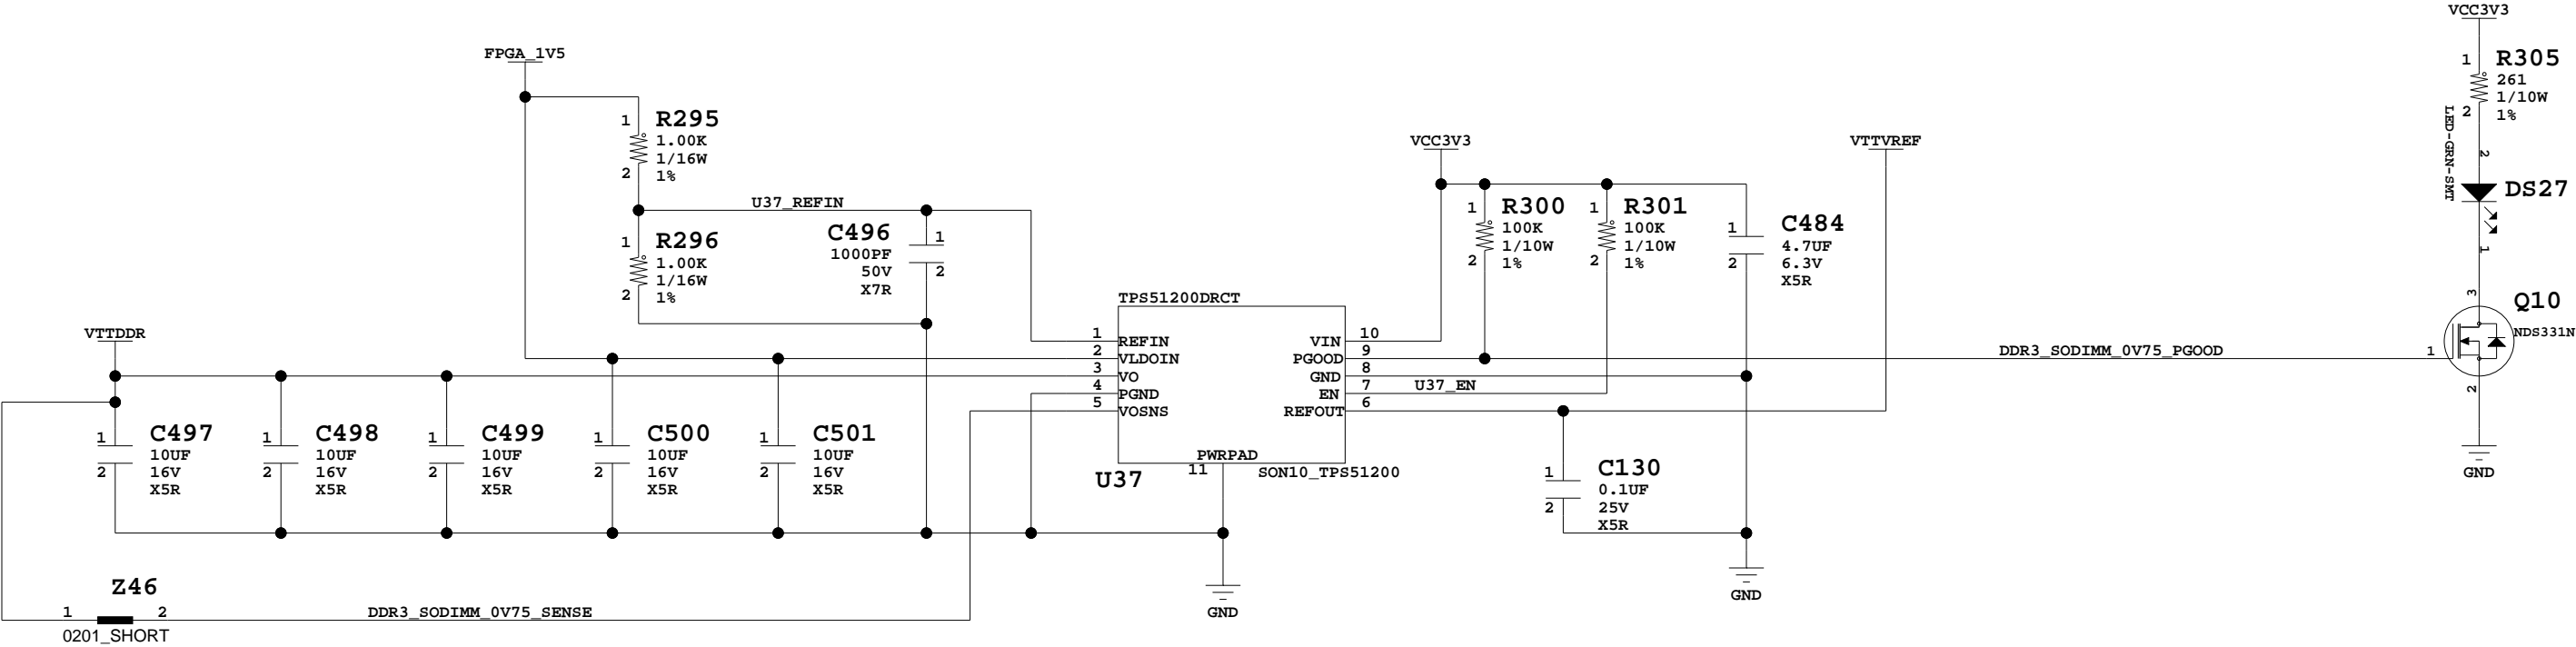 VCC3V3
1
R305
261
1/10W
1%
2
LED-GRN-SMT
2
DS27
1
3
Q10
NDS331N
1
2
GND
FPGA_1V5
1
R295
1.00K
1/16W
1%
2
U37_REFIN
1
R296
1.00K
1/16W
1%
2
C496
1000PF
50V
X7R
1
2
VCC3V3
VTTVREF
1
R300
100K
1/10W
1%
2
1
R301
100K
1/10W
1%
2
1
C484
4.7UF
6.3V
X5R
2
TPS51200DRCT
1 REFIN
2 VLDOIN
3 VO
4 PGND
5 VOSNS
VIN 10
PGOOD 9
GND 8
EN 7
REFOUT 6
PWRPAD
11
U37
SON10_TPS51200
U37_EN
DDR3_SODIMM_0V75_PGOOD
VTTDDR
1
C497
10UF
16V
X5R
2
1
C498
10UF
16V
X5R
2
1
C499
10UF
16V
X5R
2
1
C500
10UF
16V
X5R
2
1
C501
10UF
16V
X5R
2
1
C130
0.1UF
25V
X5R
2
GND
GND
Z46
1
2
0201_SHORT
DDR3_SODIMM_0V75_SENSE